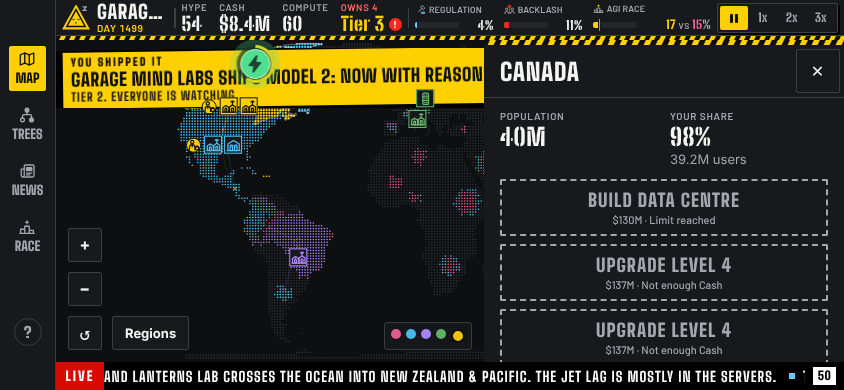 GARAG...
DAY 1499
HYPE
54
CASH
$8.4M
COMPUTE
60
OWNS 4
Tier 3
REGULATION
4%
BACKLASH
11%
AGI RACE
17 vs 15%
1x
2x
3x
MAP
TREES
NEWS
RACE
?
YOU SHIPPED IT
GARAGE MIND LABS MODEL 2: NOW WITH REASON
TIER 2. EVERYONE IS WATCHING.
+
−
Regions
CANADA
POPULATION
40M
YOUR SHARE
98%
39.2M users
BUILD DATA CENTRE
$130M · Limit reached
UPGRADE LEVEL 4
$137M · Not enough Cash
UPGRADE LEVEL 4
$137M · Not enough Cash
LIVE
AND LANTERNS LAB CROSSES THE OCEAN INTO NEW ZEALAND & PACIFIC. THE JET LAG IS MOSTLY IN THE SERVERS.
50